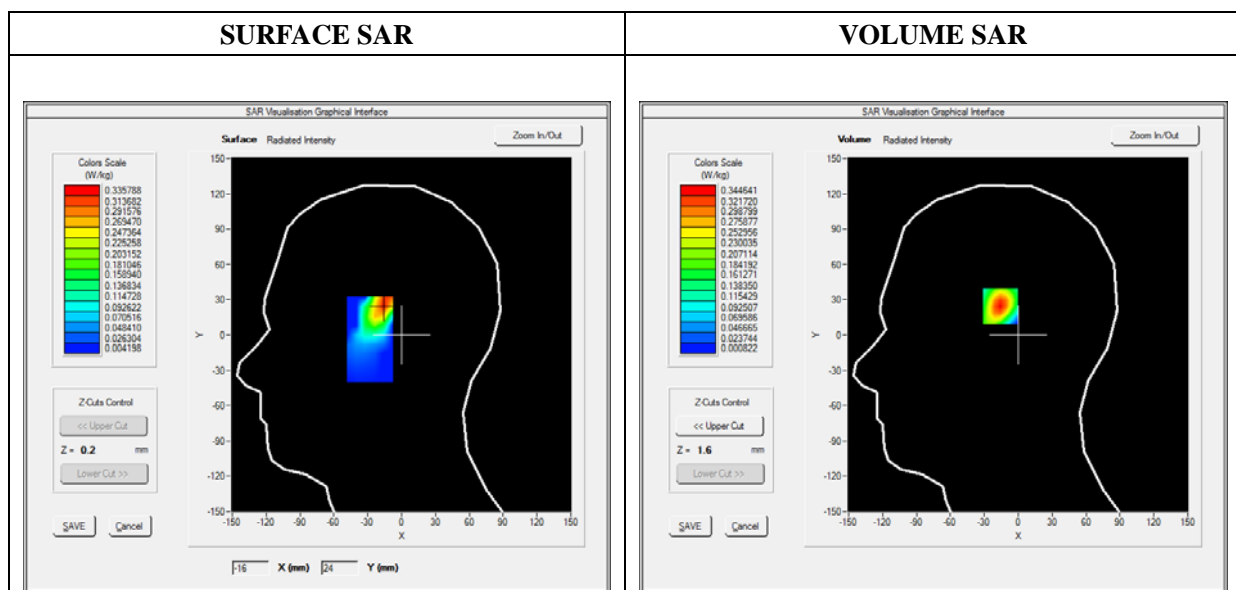 SURFACE SAR
VOLUME SAR
SAR Visualisation Graphical Interface
Surface Radiated Intensity
Zoom In/Out
Colors Scale
(W/kg)
0.335788
0.313682
0.291576
0.269470
0.247364
0.225258
0.203152
0.181046
0.158940
0.136834
0.114728
0.092622
0.070516
0.048410
0.026304
0.004198
Z-Cuts Control
<< Upper Cut
Z = 0.2 mm
Lower Cut >>
SAVE Cancel
150
120
90
60
30
0
-30
-60
-90
-120
-150
Y
-150 -120 -90 -60 -30 0 30 60 90 120 150
X
-16 X (mm) 24 Y (mm)
SAR Visualisation Graphical Interface
Volume Radiated Intensity
Zoom In/Out
Colors Scale
(W/kg)
0.344641
0.321720
0.298799
0.275877
0.252956
0.230035
0.207114
0.184192
0.161271
0.138350
0.115429
0.092507
0.069586
0.046665
0.023744
0.000822
Z-Cuts Control
<< Upper Cut
Z = 1.6 mm
Lower Cut >>
SAVE Cancel
150
120
90
60
30
0
-30
-60
-90
-120
-150
Y
-150 -120 -90 -60 -30 0 30 60 90 120 150
X